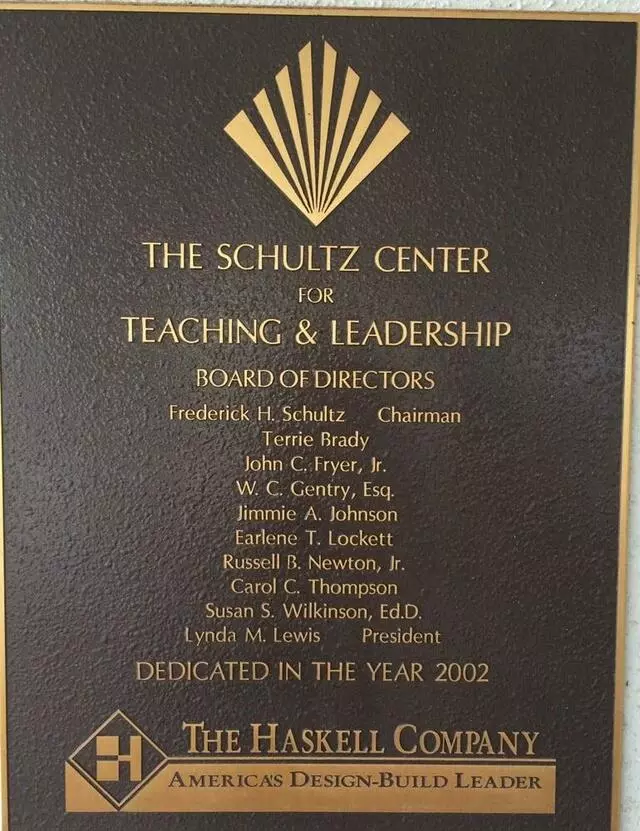 THE SCHULTZ CENTER
FOR
TEACHING & LEADERSHIP
BOARD OF DIRECTORS
Frederick H. Schultz Chairman
Terrie Brady
John C. Fryer, Jr.
W. C. Gentry, Esq.
Jimmie A. Johnson
Earlene T. Lockett
Russell B. Newton, Jr.
Carol C. Thompson
Susan S. Wilkinson, Ed.D.
Lynda M. Lewis President
DEDICATED IN THE YEAR 2002
H THE HASKELL COMPANY
AMERICA'S DESIGN-BUILD LEADER